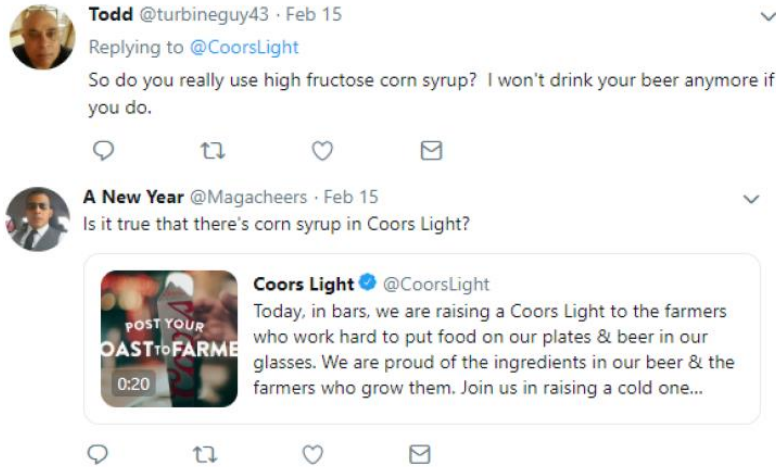 Todd @turbineguy43 · Feb 15
Replying to @CoorsLight
So do you really use high fructose corn syrup? I won't drink your beer anymore if
you do.
A New Year @Magacheers · Feb 15
Is it true that there's corn syrup in Coors Light?
Coors Light @CoorsLight
Today, in bars, we are raising a Coors Light to the farmers
who work hard to put food on our plates & beer in our
glasses. We are proud of the ingredients in our beer & the
farmers who grow them. Join us in raising a cold one...
POST YOUR
OASTTOFARME
0:20